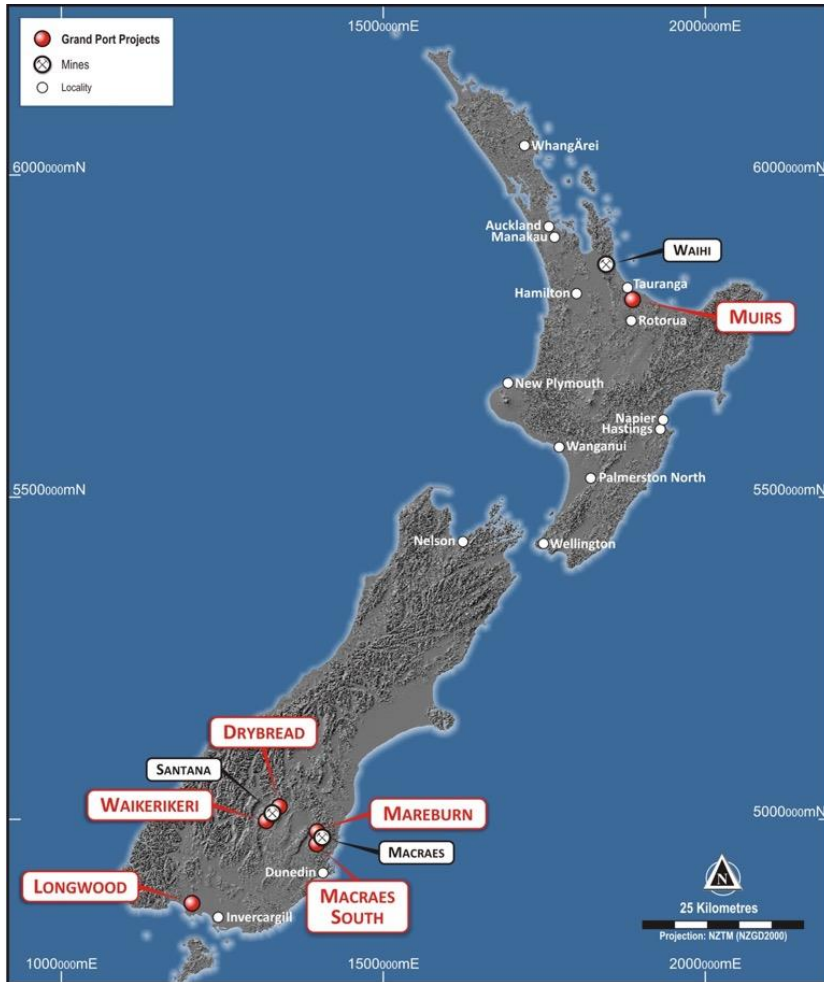 1500000mE
2000000mE
Grand Port Projects
Mines
Locality
WhangÄrei
6000000mN
6000000mN
Auckland
Manakau
WAIHI
Hamilton
Tauranga
MUIRS
Rotorua
New Plymouth
Napier
Hastings
Wanganui
Palmerston North
5500000mN
5500000mN
Nelson
Wellington
DRYBREAD
SANTANA
WAIKERIKERI
MAREBURN
5000000mN
MACRAES
Dunedin
LONGWOOD
MACRAES
SOUTH
N
Invercargill
25 Kilometres
Projection: NZTM (NZGD2000)
1000000mE
1500000mE
2000000mE